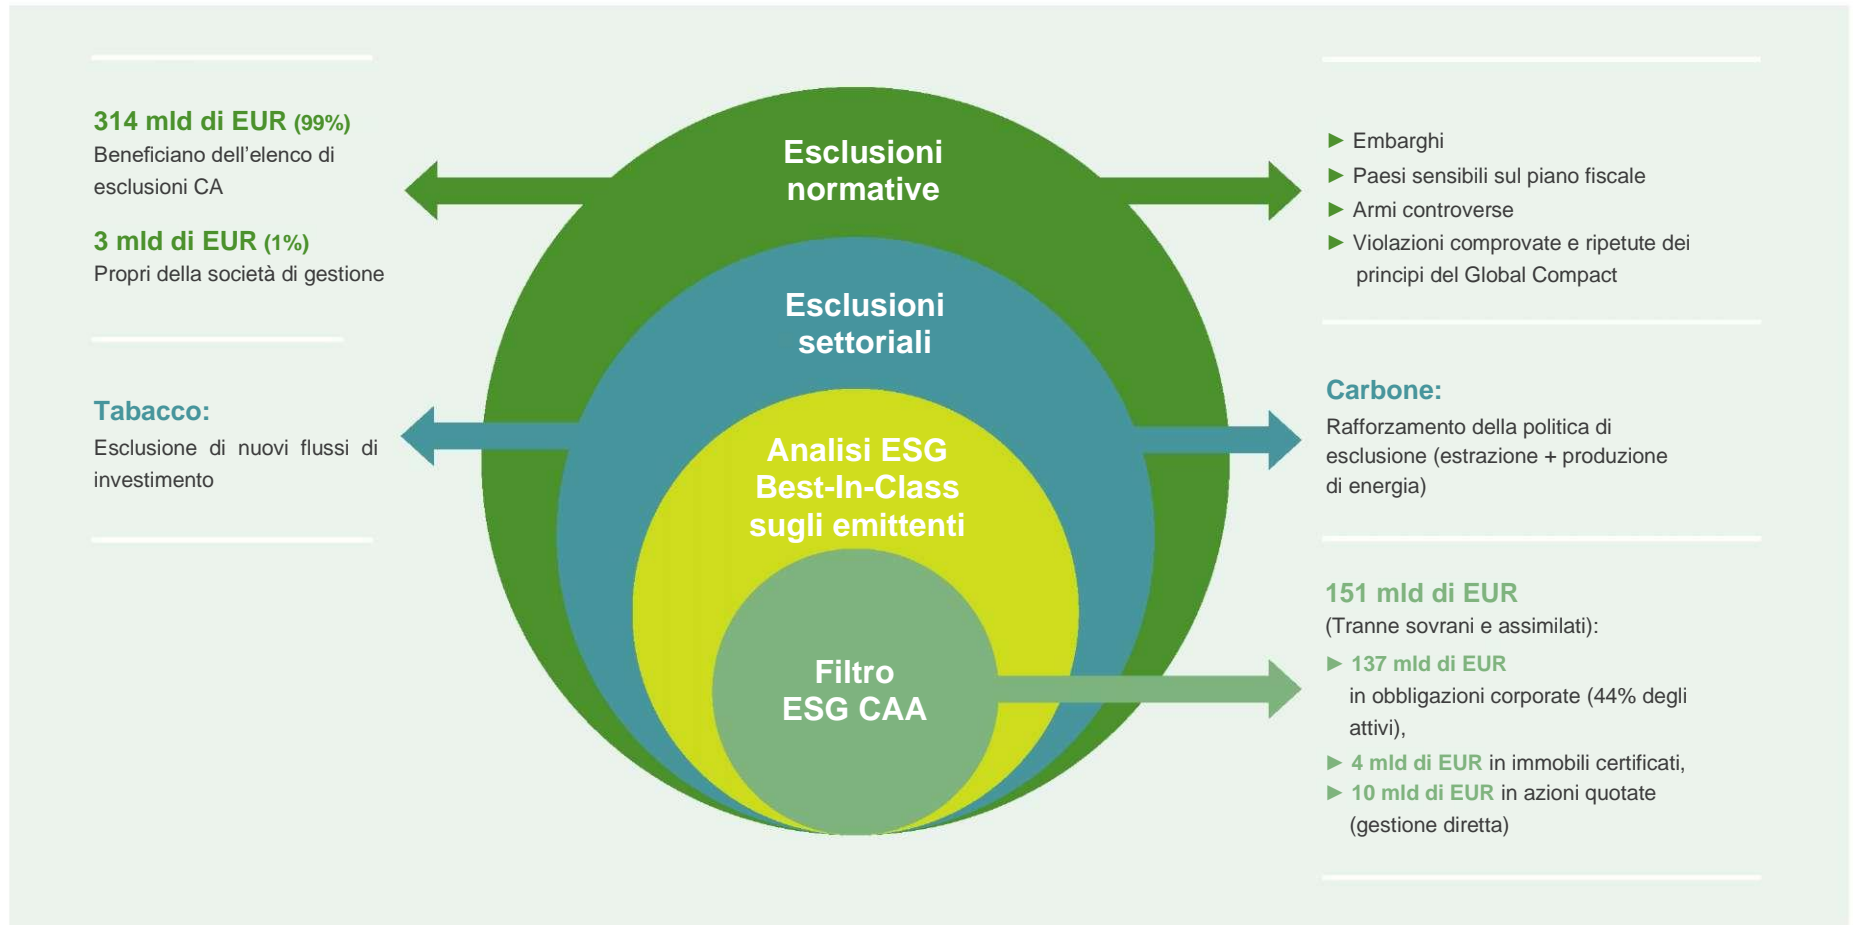 314 mld di EUR (99%)
Beneficiano dell'elenco di
esclusioni CA
3 mld di EUR (1%)
Propri della società di gestione
Tabacco:
Esclusione di nuovi flussi di
investimento
Esclusioni
normative
Esclusioni
settoriali
Analisi ESG
Best-In-Class
sugli emittenti
Filtro
ESG CAA
► Embarghi
► Paesi sensibili sul piano fiscale
► Armi controverse
► Violazioni comprovate e ripetute dei
principi del Global Compact
Carbone:
Rafforzamento della politica di
esclusione (estrazione + produzione
di energia)
151 mld di EUR
(Tranne sovrani e assimilati):
► 137 mld di EUR
in obbligazioni corporate (44% degli
attivi),
► 4 mld di EUR in immobili certificati,
► 10 mld di EUR in azioni quotate
(gestione diretta)